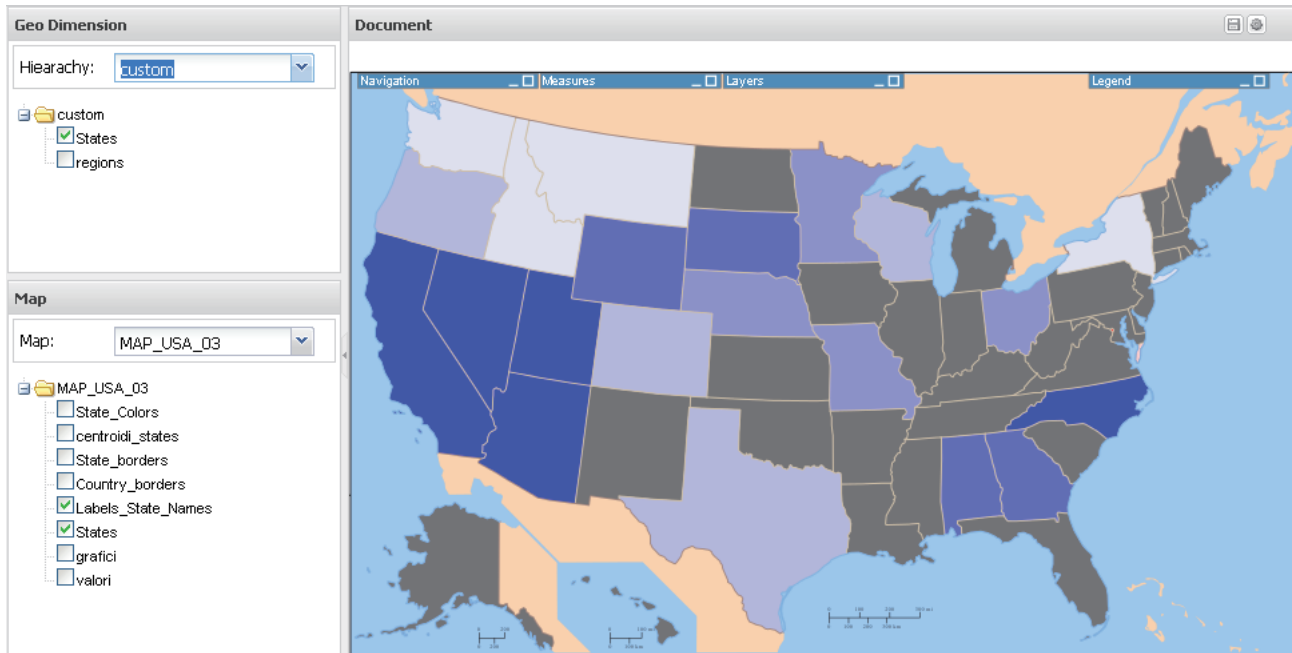 Geo Dimension
Hiearachy:
custom
custom
States
regions
Map
Map:
MAP_USA_03
MAP_USA_03
State_Colors
centroidi_states
State_borders
Country_borders
Labels_State_Names
States
grafici
valori
Document
Navigation
Measures
Layers
Legend